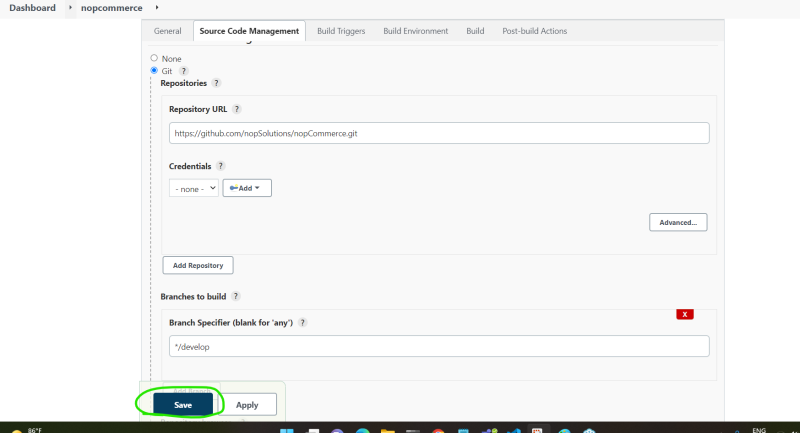 Dashboard nopcommerce
General Source Code Management Build Triggers Build Environment Build Post-build Actions
None
Git ?
Repositories ?
Repository URL ?
https://github.com/nopSolutions/nopCommerce.git
Credentials ?
- none - Add
Advanced...
Add Repository
Branches to build ?
X
Branch Specifier (blank for 'any') ?
*/develop
Add Branch
Save Apply
86°F ENG